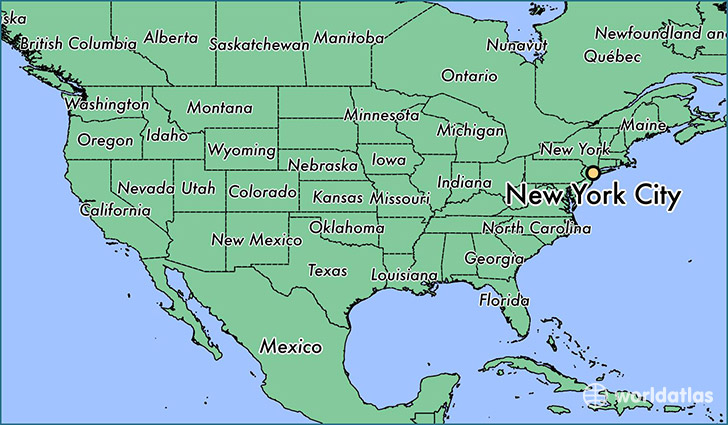 ska
British Columbia
Alberta
Saskatchewan
Manitoba
Nunavut
Newfoundland and
Québec
Ontario
Washington
Montana
Minnesota
Michigan
Maine
Oregon
Idaho
Wyoming
New York
Nebraska
Iowa
Indiana
Nevada
Utah
Colorado
Kansas
Missouri
New York City
California
New Mexico
Oklahoma
North Carolina
Texas
Louisiana
Georgia
Florida
Mexico
worldatlas